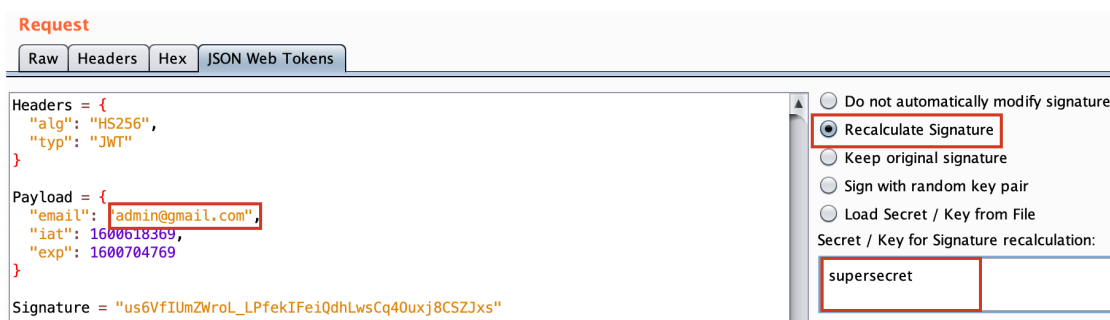 Request
Raw Headers Hex JSON Web Tokens
Headers = {
"alg": "HS256",
"typ": "JWT"
}
Payload = {
"email": "admin@gmail.com",
"iat": 1600618369,
"exp": 1600704769
}
Signature = "us6VfIUmZWroL_LPfekIFeiQdhLwsCq4Ouxj8CSZJxs"
Do not automatically modify signature
Recalculate Signature
Keep original signature
Sign with random key pair
Load Secret / Key from File
Secret / Key for Signature recalculation:
supersecret